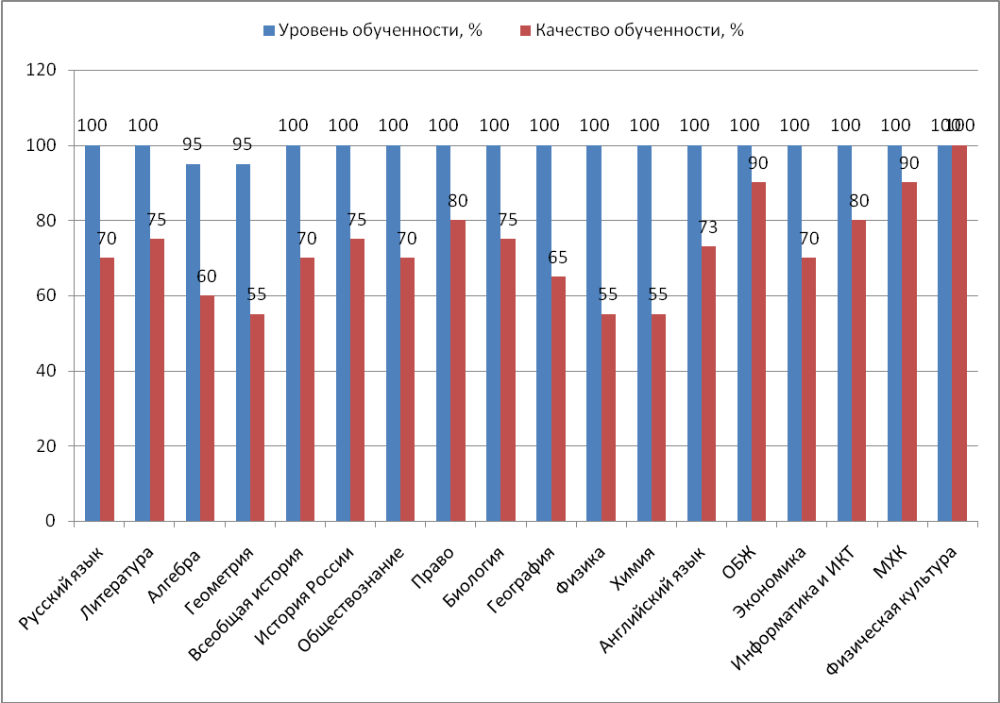 Уровень обученности, %
Качество обученности, %
120
100
80
60
40
20
0
100 100 95 95 100 100 100 100 100 100 100 100 100 100 100 100 100 100
70 75 60 55 70 75 70 80 75 65 55 55 73 90 70 80 90 100
Русский язык
Литература
Алгебра
Геометрия
Всеобщая история
История России
Обществознание
Право
Биология
География
Физика
Химия
Английский язык
ОБЖ
Экономика
Информатика и ИКТ
МХК
Физическая культура